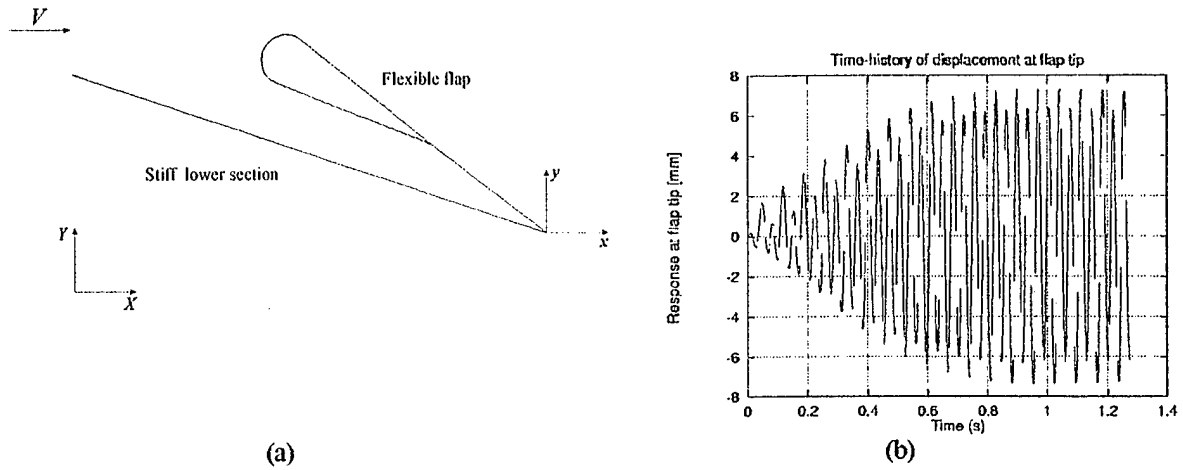 V
Flexible flap
Stiff lower section
y
x
Y
X
(a)
Time-history of displacement at flap tip
Response at flap tip [mm]
8
6
4
2
0
-2
-4
-6
-8
0 0.2 0.4 0.6 0.8 1 1.2 1.4
Time (s)
(b)